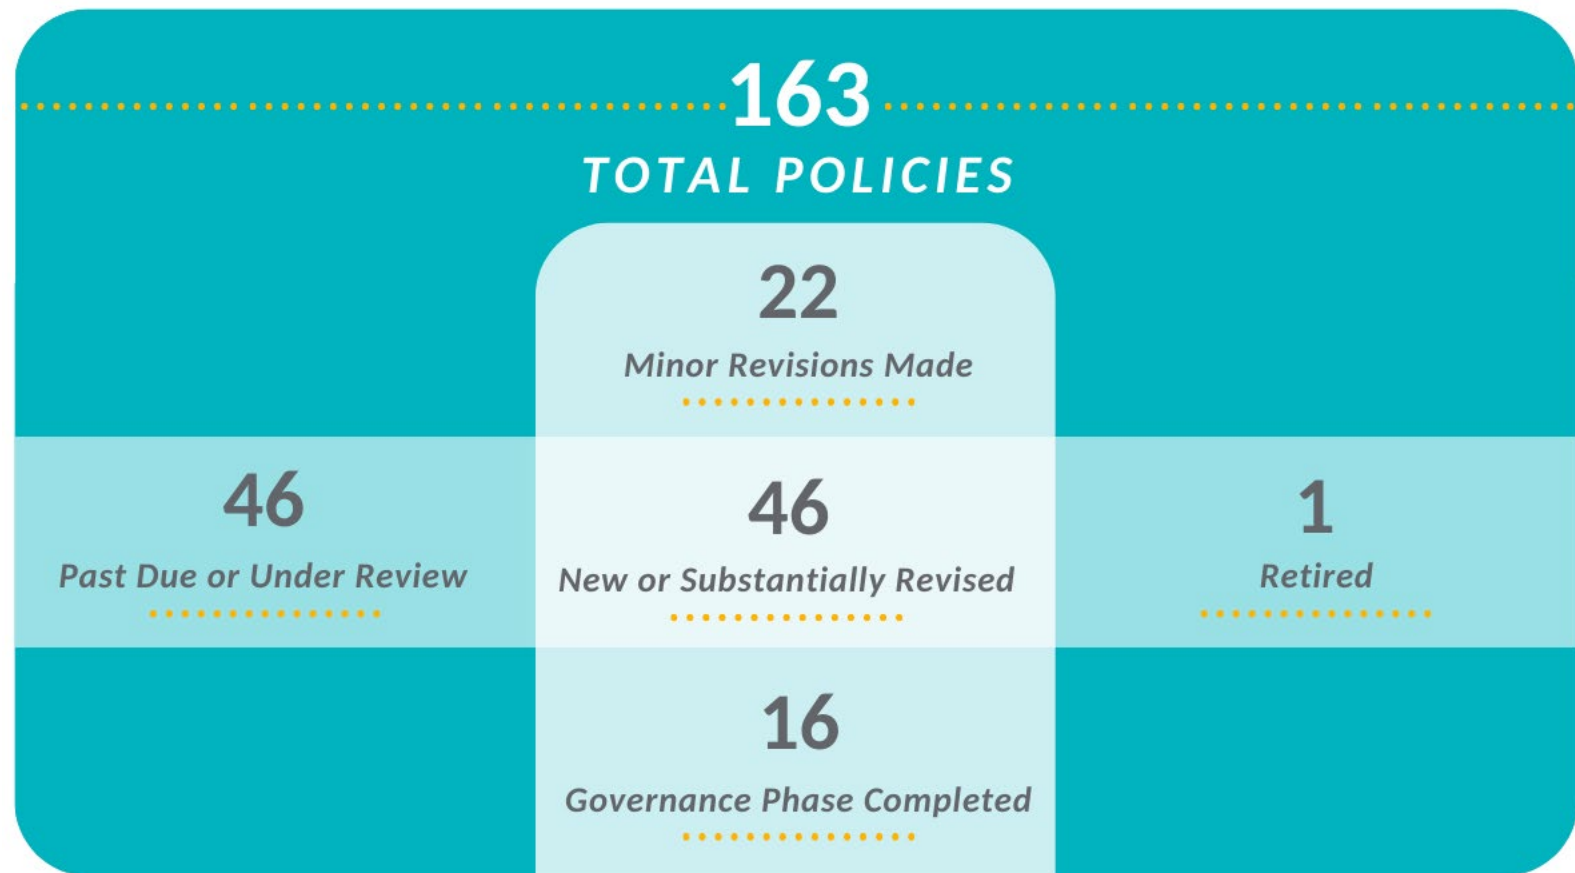 163
TOTAL POLICIES
22
Minor Revisions Made
46
Past Due or Under Review
46
New or Substantially Revised
1
Retired
16
Governance Phase Completed